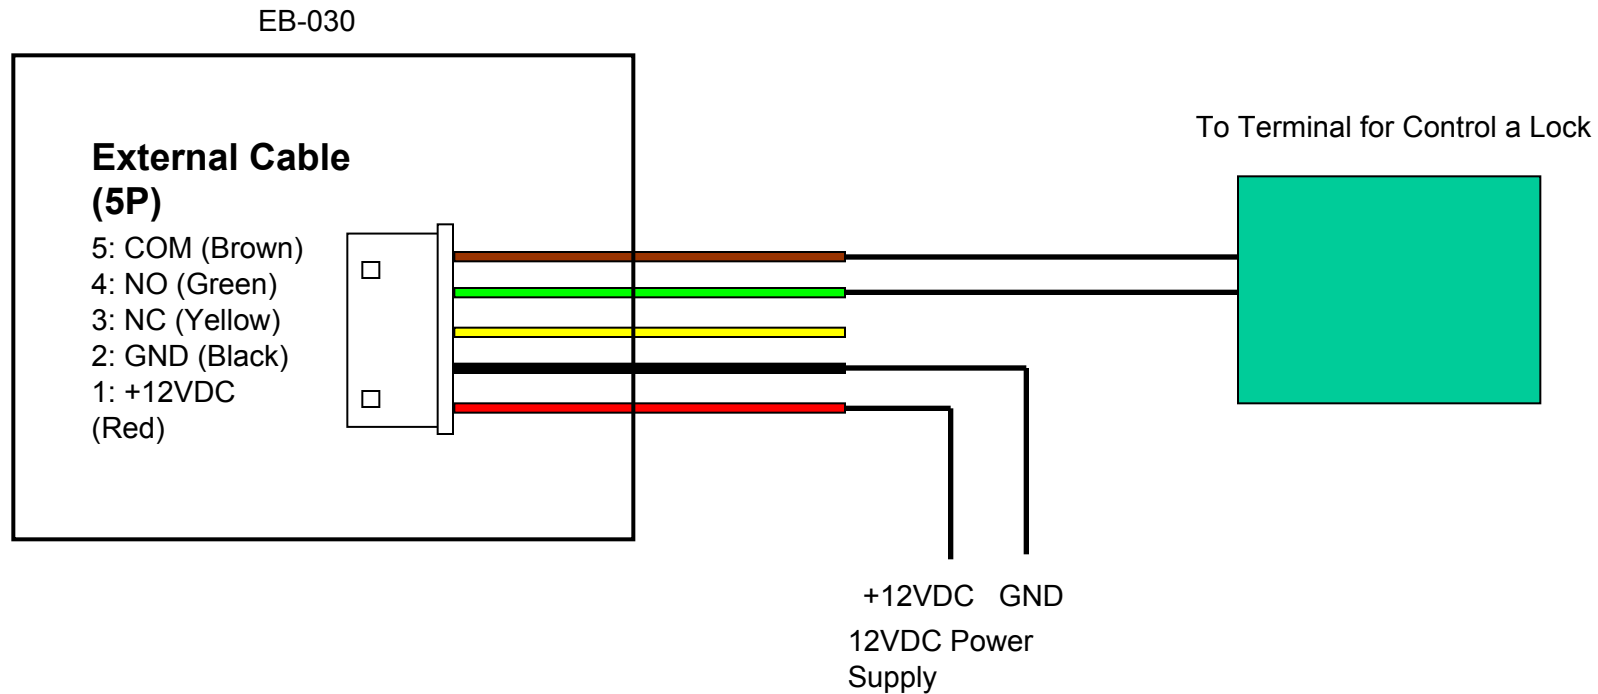 EB-030
To Terminal for Control a Lock
External Cable
(5P)
5: COM (Brown)
4: NO (Green)
3: NC (Yellow)
2: GND (Black)
1: +12VDC
(Red)
+12VDC GND
12VDC Power
Supply